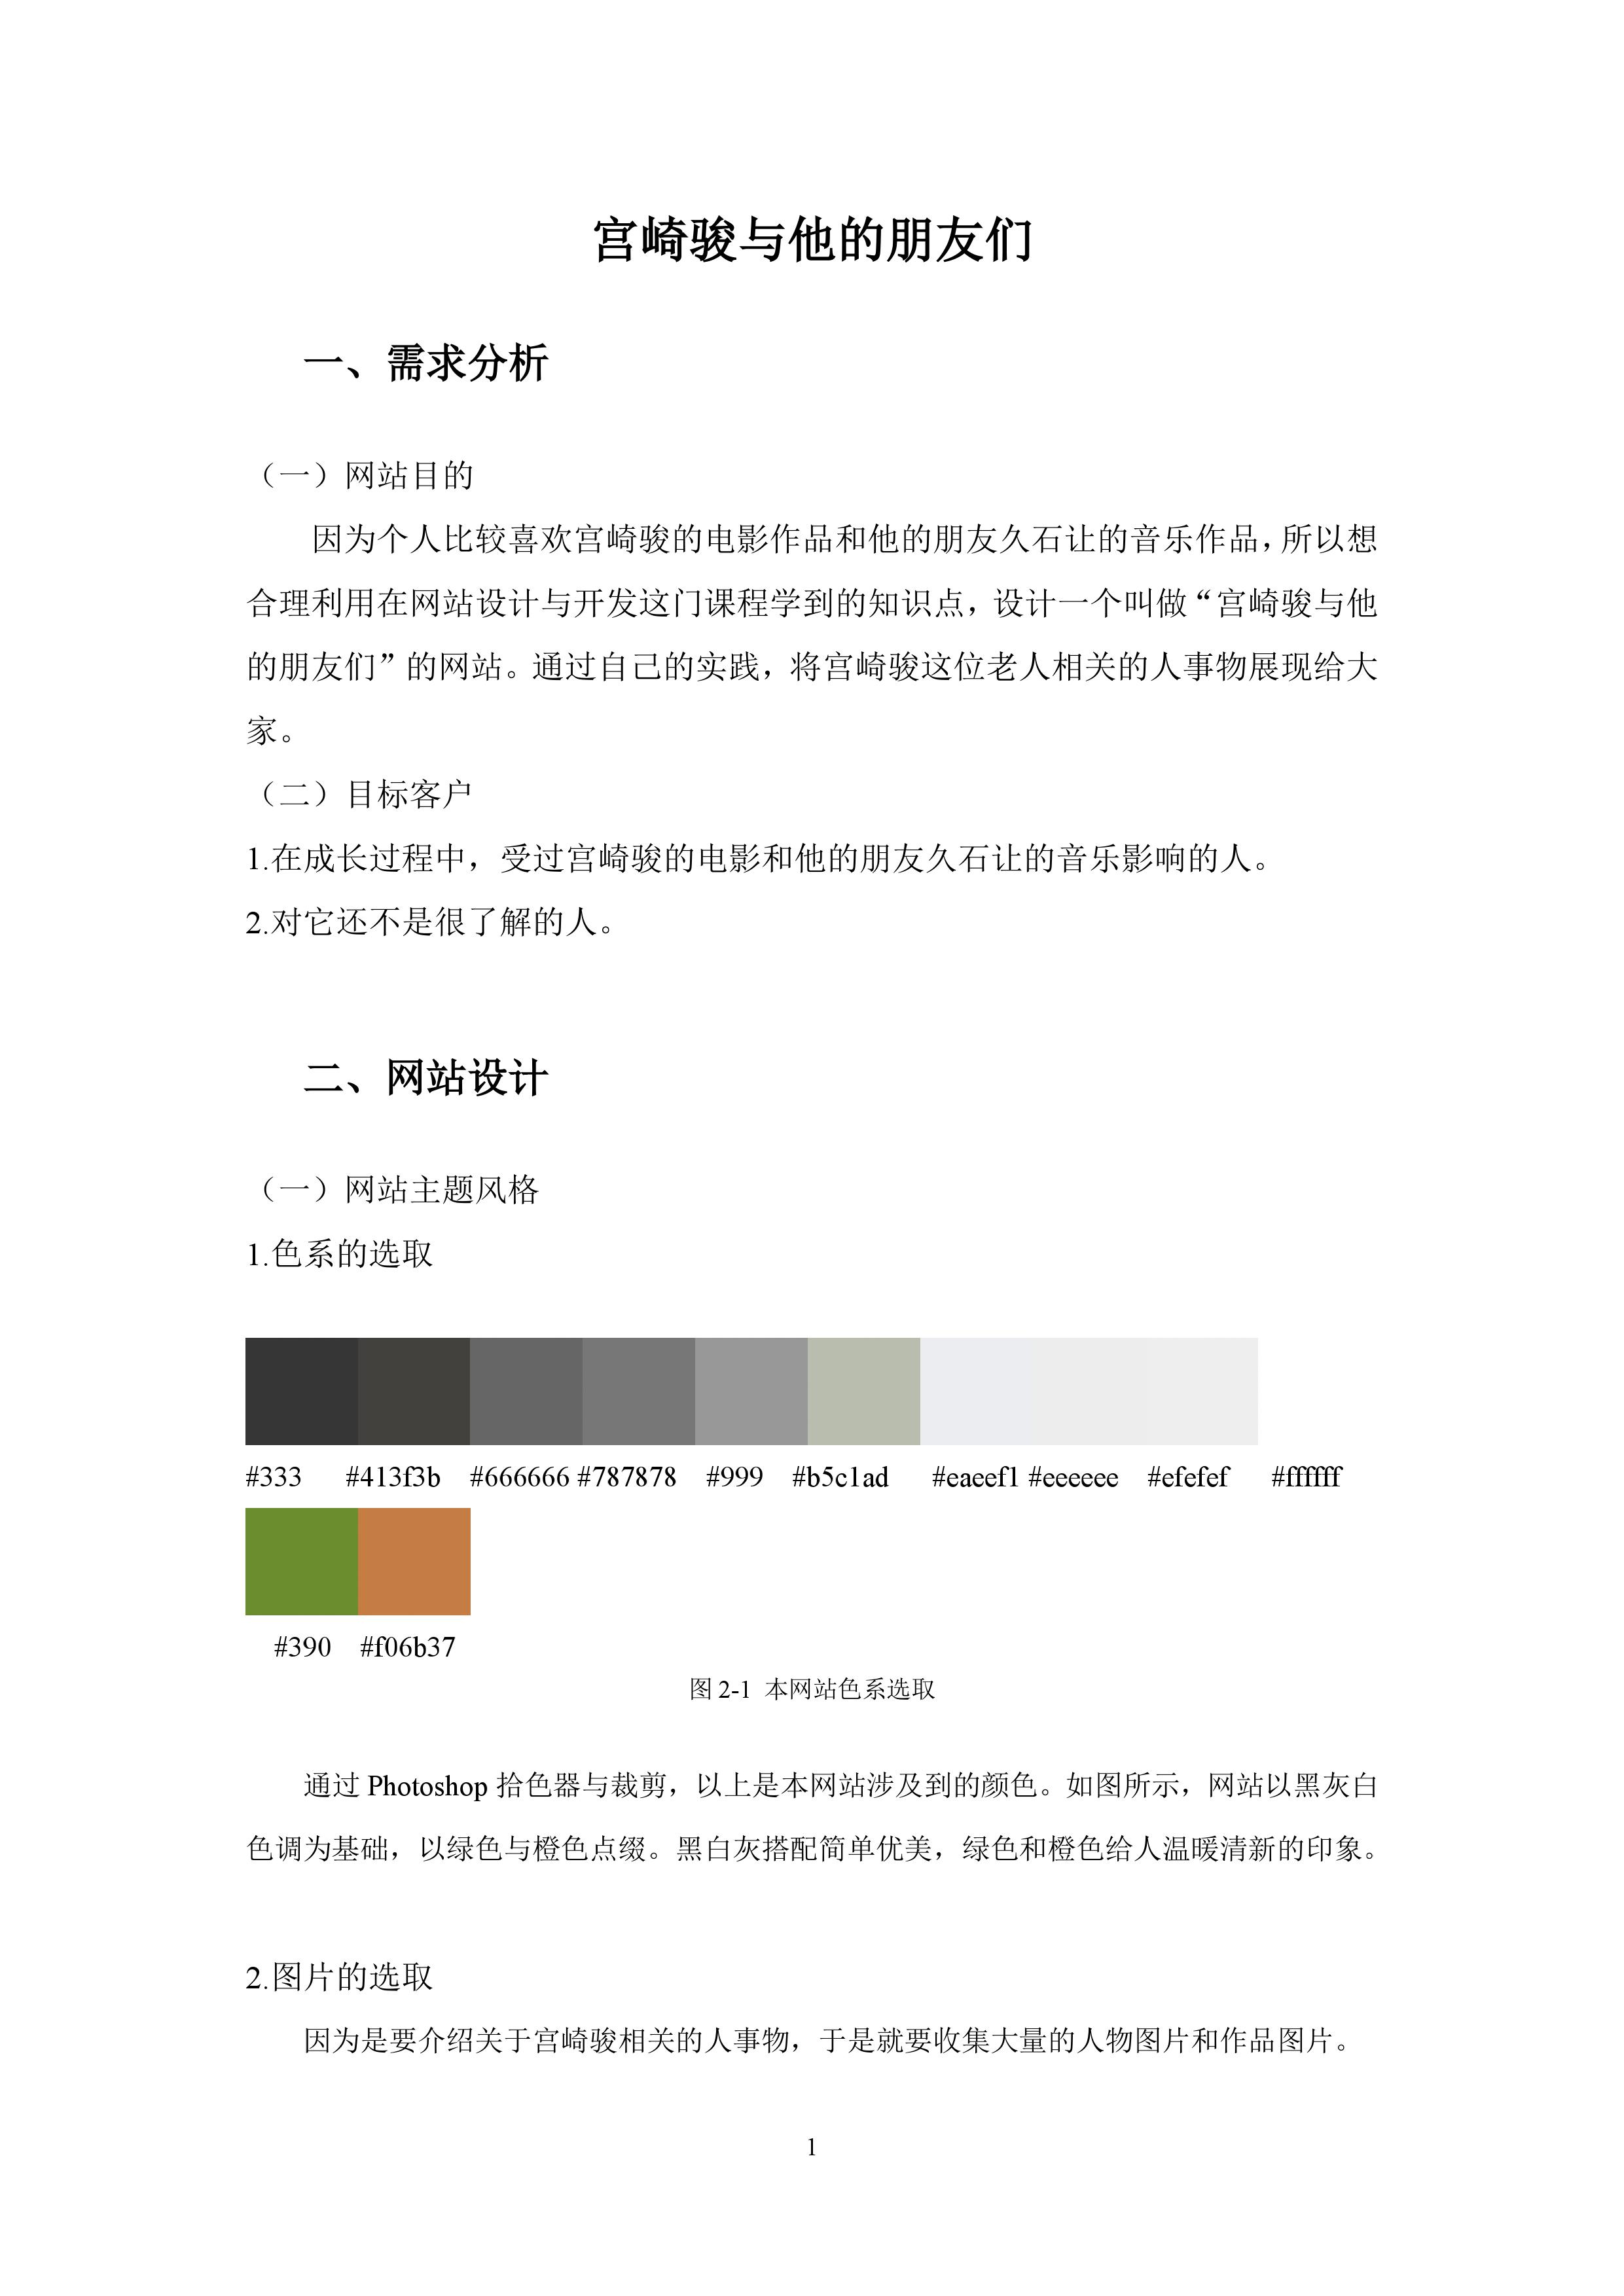 宫崎骏与他的朋友们
一、需求分析
（一）网站目的
因为个人比较喜欢宫崎骏的电影作品和他的朋友久石让的音乐作品，所以想
合理利用在网站设计与开发这门课程学到的知识点，设计一个叫做“宫崎骏与他
的朋友们”的网站。通过自己的实践，将宫崎骏这位老人相关的人事物展现给大
家。
（二）目标客户
1.在成长过程中，受过宫崎骏的电影和他的朋友久石让的音乐影响的人。
2.对它还不是很了解的人。
二、网站设计
（一）网站主题风格
1.色系的选取
#333 #413f3b #666666 #787878 #999 #b5c1ad #eaeef1 #eeeeee #efefef #ffffff
#390 #f06b37
图 2-1 本网站色系选取
通过 Photoshop 拾色器与裁剪，以上是本网站涉及到的颜色。如图所示，网站以黑灰白
色调为基础，以绿色与橙色点缀。黑白灰搭配简单优美，绿色和橙色给人温暖清新的印象。
2.图片的选取
因为是要介绍关于宫崎骏相关的人事物，于是就要收集大量的人物图片和作品图片。
1